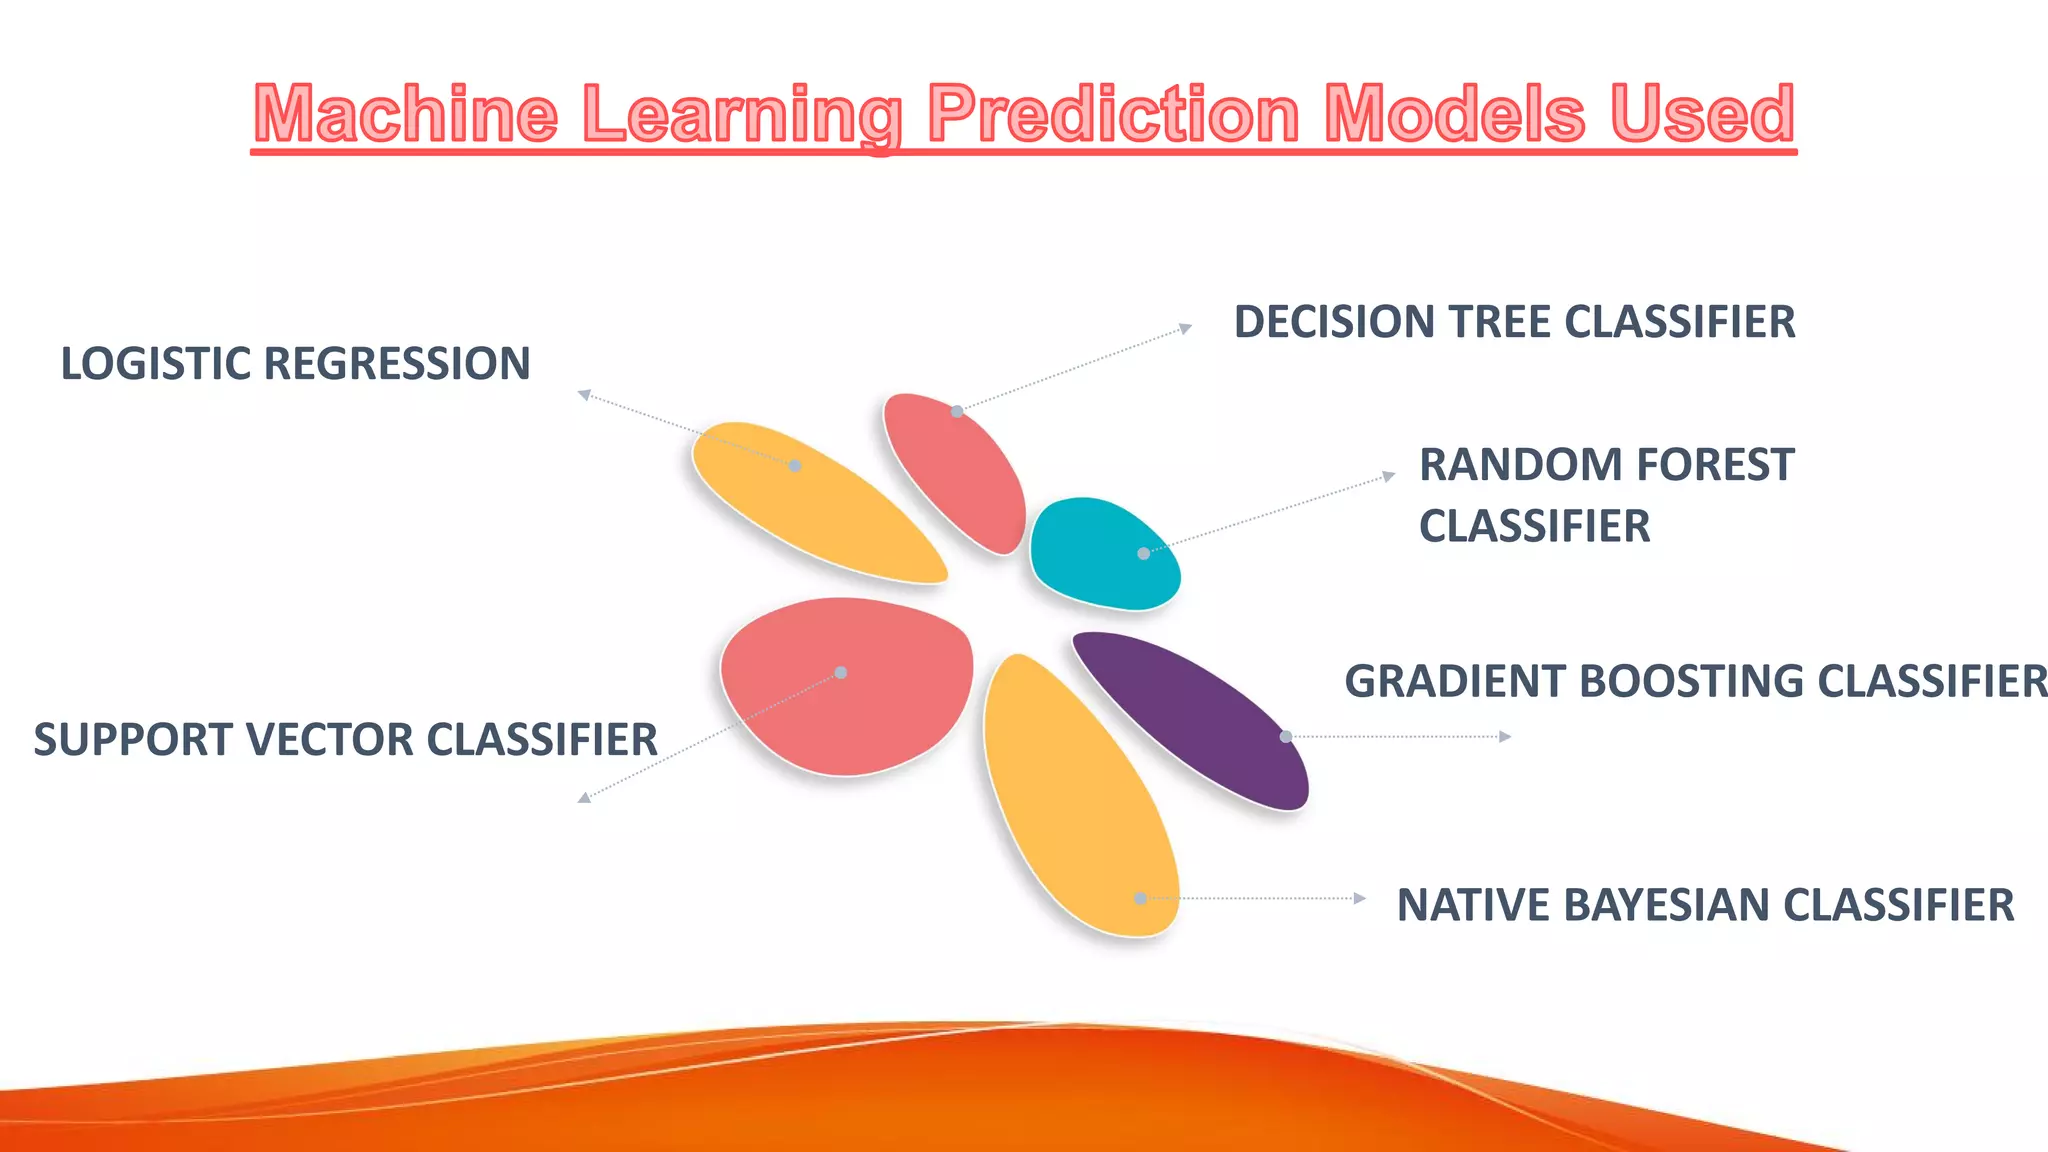 Machine Learning Prediction Models Used
DECISION TREE CLASSIFIER
LOGISTIC REGRESSION
RANDOM FOREST
CLASSIFIER
GRADIENT BOOSTING CLASSIFIER
SUPPORT VECTOR CLASSIFIER
NATIVE BAYESIAN CLASSIFIER